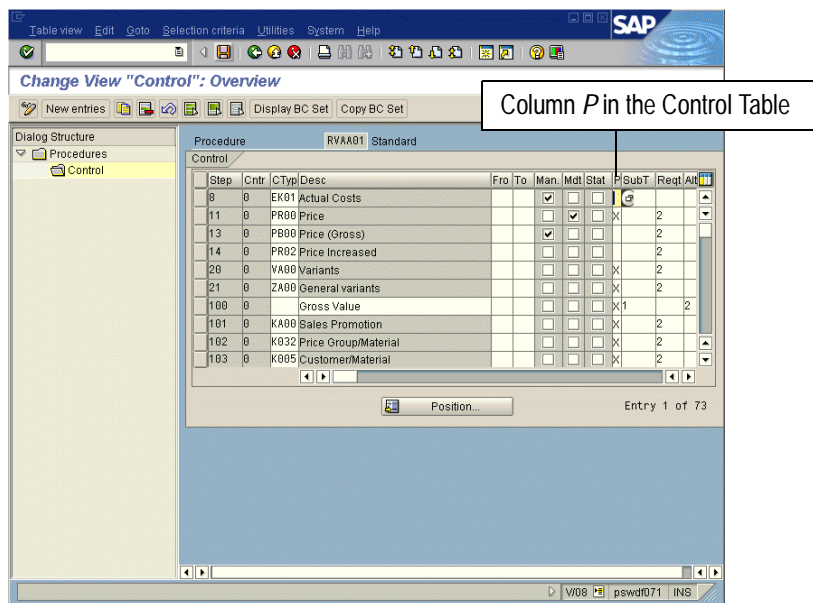 Table view Edit Goto Selection criteria Utilities System Help
SAP
Change View "Control": Overview
New entries Display BC Set Copy BC Set
Column P in the Control Table
Dialog Structure
Procedures
Control
Procedure RVAA01 Standard
Control
Step Cntr CTyp Desc Fro To Man. Mdt Stat P SubT Reqt Alt
8 0 EK01 Actual Costs
11 0 PR00 Price X 2
13 0 PB00 Price (Gross) 2
14 0 PR02 Price Increased 2
20 0 VA00 Variants X 2
21 0 ZA00 General variants X 2
100 0 Gross Value X 1 2
101 0 KA00 Sales Promotion X 2
102 0 K032 Price Group/Material X 2
103 0 K005 Customer/Material X 2
Position... Entry 1 of 73
V/08 pswdf071 INS